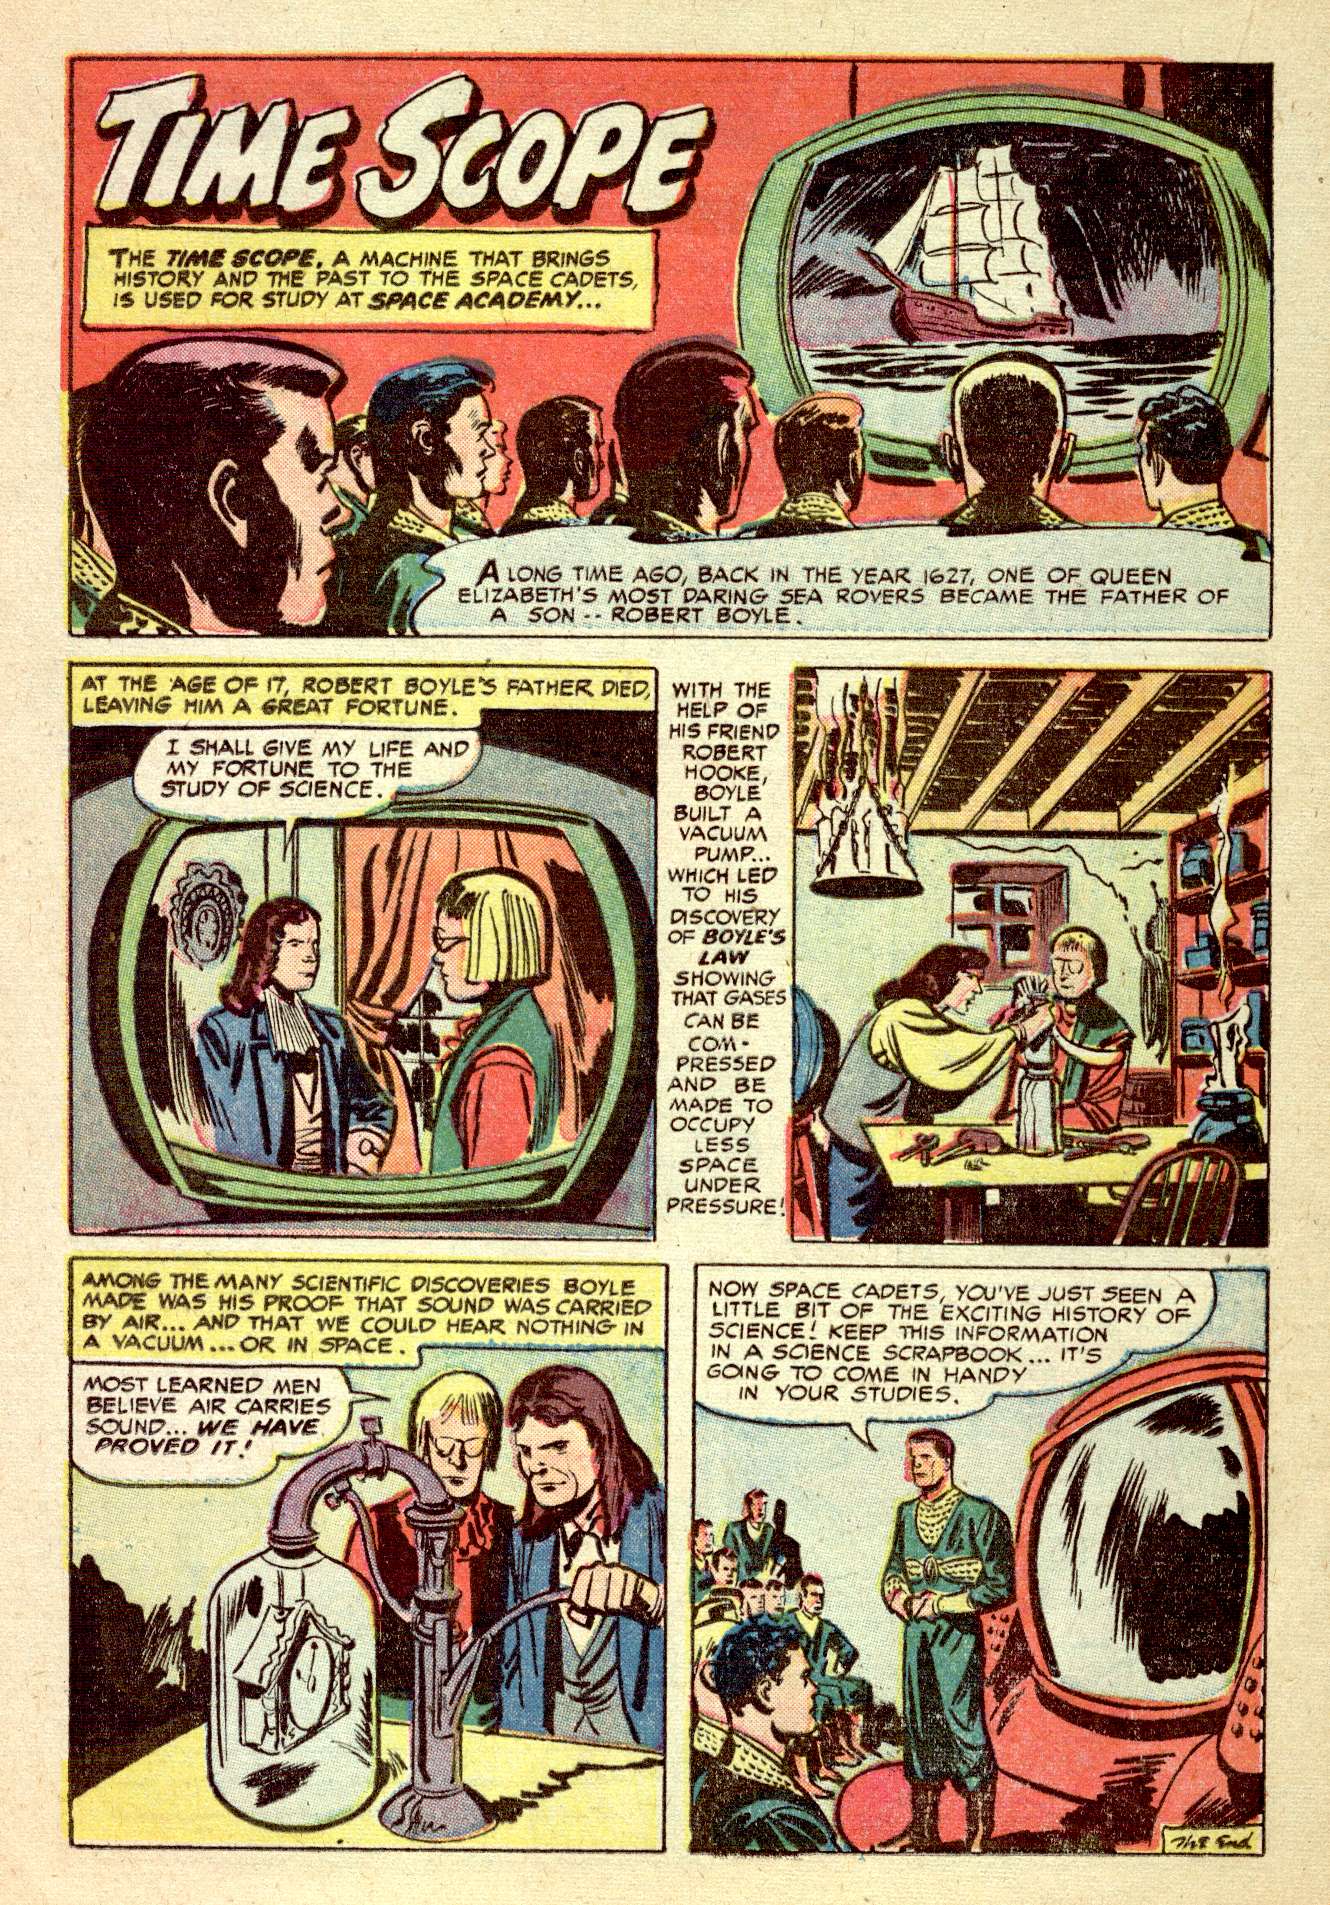 TIME SCOPE
THE TIME SCOPE, A MACHINE THAT BRINGS
HISTORY AND THE PAST TO THE SPACE CADETS,
IS USED FOR STUDY AT SPACE ACADEMY...
A LONG TIME AGO, BACK IN THE YEAR 1627, ONE OF QUEEN
ELIZABETH'S MOST DARING SEA ROVERS BECAME THE FATHER OF
A SON -- ROBERT BOYLE.
AT THE AGE OF 17, ROBERT BOYLE'S FATHER DIED,
LEAVING HIM A GREAT FORTUNE.
I SHALL GIVE MY LIFE AND
MY FORTUNE TO THE
STUDY OF SCIENCE.
WITH THE
HELP OF
HIS FRIEND
ROBERT
HOOKE,
BOYLE
BUILT A
VACUUM
PUMP...
WHICH LED
TO HIS
DISCOVERY
OF BOYLE'S
LAW
SHOWING
THAT GASES
CAN BE
COM-
PRESSED
AND BE
MADE TO
OCCUPY
LESS
SPACE
UNDER
PRESSURE!
AMONG THE MANY SCIENTIFIC DISCOVERIES BOYLE
MADE WAS HIS PROOF THAT SOUND WAS CARRIED
BY AIR... AND THAT WE COULD HEAR NOTHING IN
A VACUUM... OR IN SPACE.
MOST LEARNED MEN
BELIEVE AIR CARRIES
SOUND... WE HAVE
PROVED IT!
NOW SPACE CADETS, YOU'VE JUST SEEN A
LITTLE BIT OF THE EXCITING HISTORY OF
SCIENCE! KEEP THIS INFORMATION
IN A SCIENCE SCRAPBOOK... IT'S
GOING TO COME IN HANDY
IN YOUR STUDIES.
The End